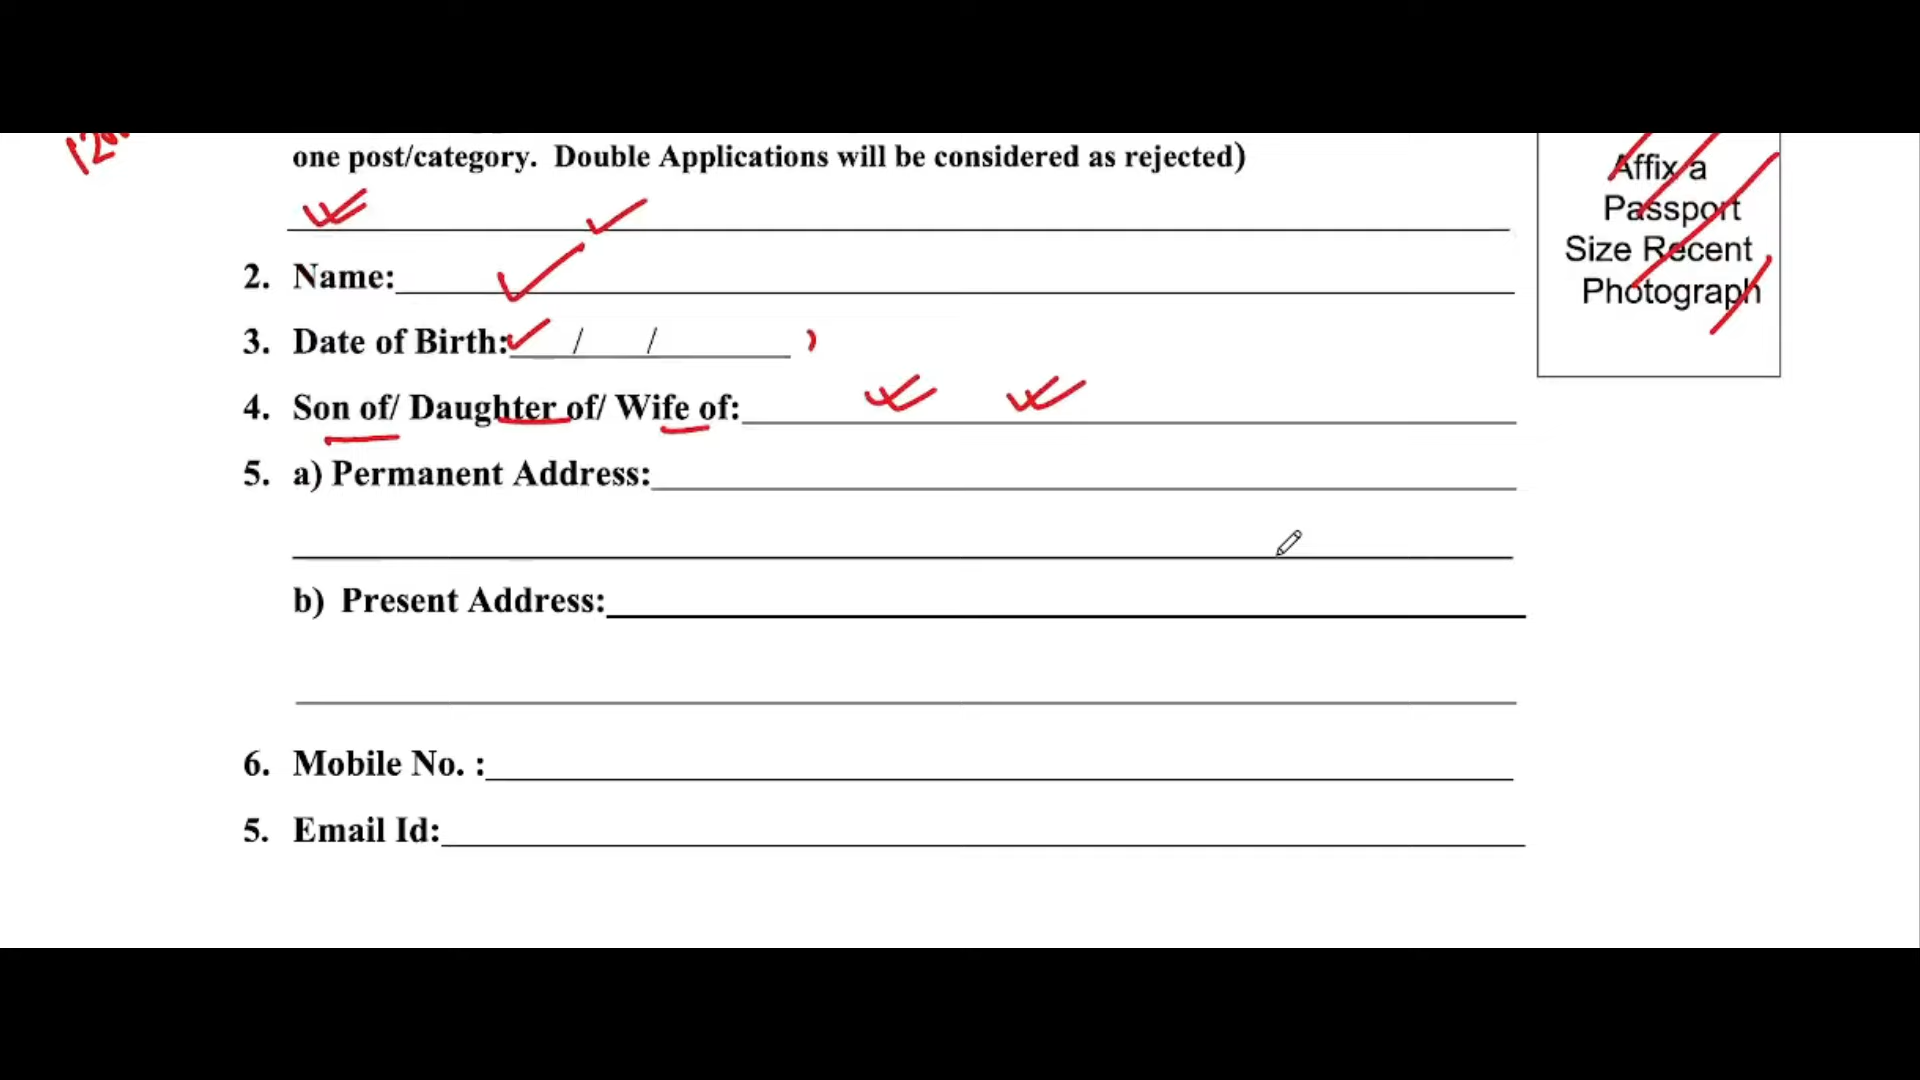 one post/category. Double Applications will be considered as rejected)
Affix a
Passport
Size Recent
Photograph
2. Name:
3. Date of Birth: / /
4. Son of/ Daughter of/ Wife of:
5. a) Permanent Address:
b) Present Address:
6. Mobile No. :
5. Email Id: